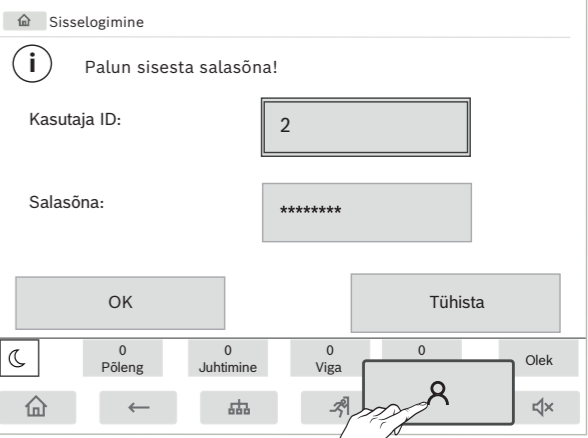 Sisselogimine
i
Palun sisesta salasõna!
Kasutaja ID:
2
Salasõna:
********
OK
Tühista
0 0 0 0
Põleng Juhtimine Viga Olek